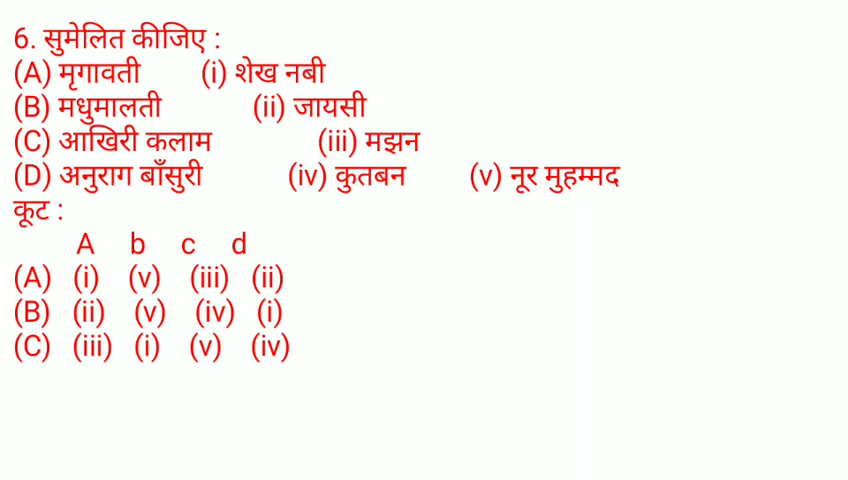 6. सुमेलित कीजिए :
(A) मृगावती (i) शेख नबी
(B) मधुमालती (ii) जायसी
(C) आखिरी कलाम (iii) मझन
(D) अनुराग बाँसुरी (iv) कुतबन (v) नूर मुहम्मद
कूट :
A b c d
(A) (i) (v) (iii) (ii)
(B) (ii) (v) (iv) (i)
(C) (iii) (i) (v) (iv)